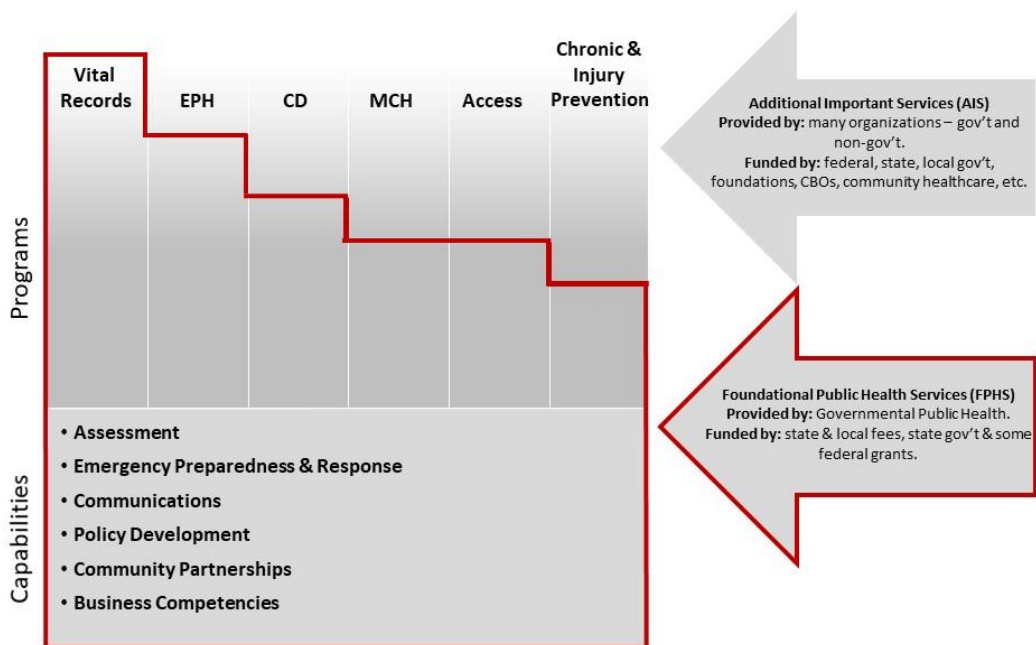 Vital
Records
EPH
CD
MCH
Access
Chronic &
Injury
Prevention
Programs
Capabilities
• Assessment
• Emergency Preparedness & Response
• Communications
• Policy Development
• Community Partnerships
• Business Competencies
Additional Important Services (AIS)
Provided by: many organizations – gov’t and
non-gov’t.
Funded by: federal, state, local gov’t,
foundations, CBOs, community healthcare, etc.
Foundational Public Health Services (FPHS)
Provided by: Governmental Public Health.
Funded by: state & local fees, state gov’t & some
federal grants.